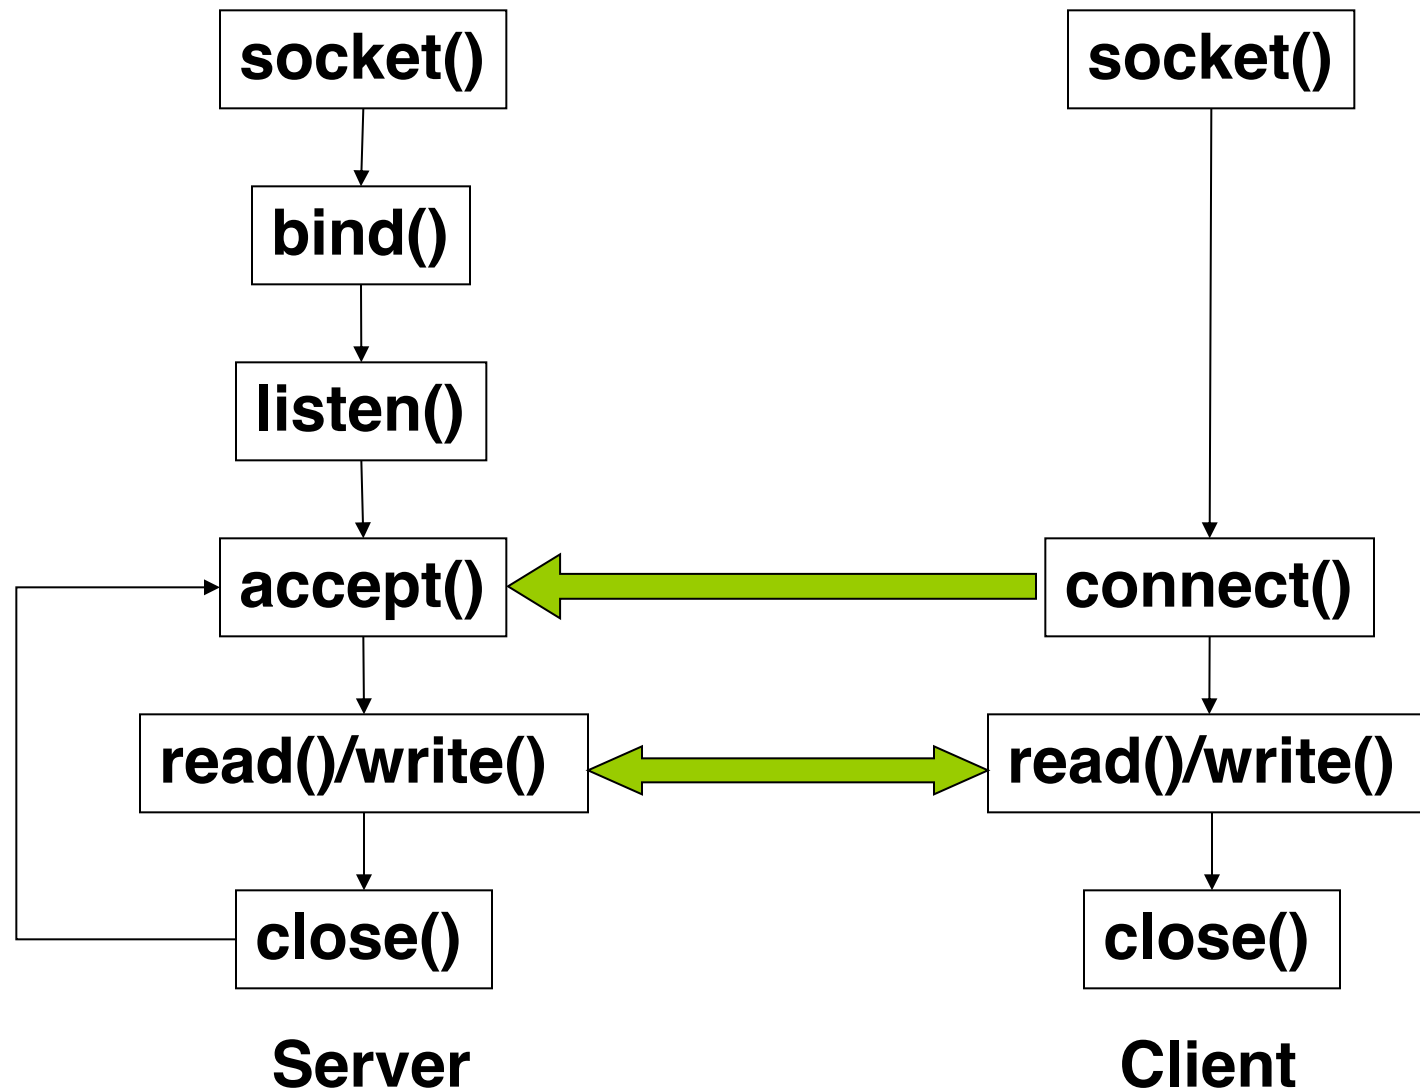 socket()
bind()
listen()
accept()
read()/write()
close()
Server
socket()
connect()
read()/write()
close()
Client